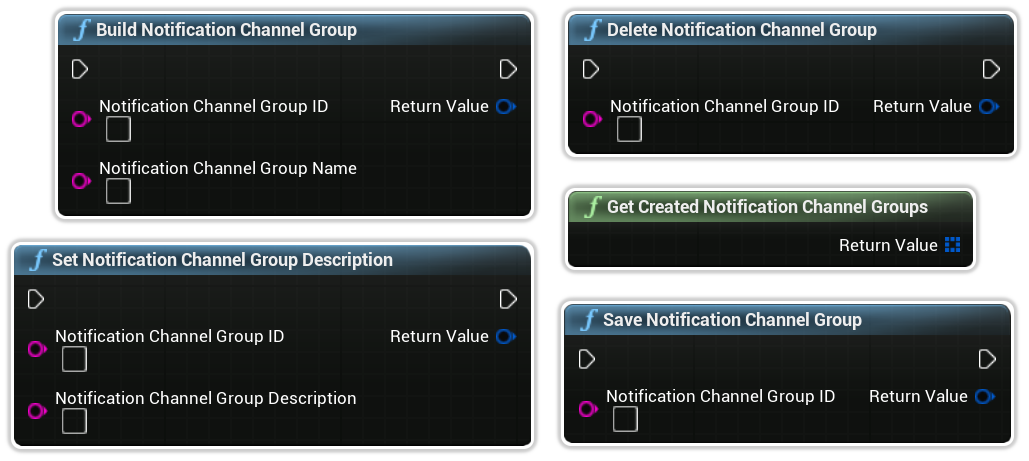 f Build Notification Channel Group
Notification Channel Group ID
Return Value
Notification Channel Group Name
f Set Notification Channel Group Description
Notification Channel Group ID
Return Value
Notification Channel Group Description
f Delete Notification Channel Group
Notification Channel Group ID
Return Value
f Get Created Notification Channel Groups
Return Value
f Save Notification Channel Group
Notification Channel Group ID
Return Value